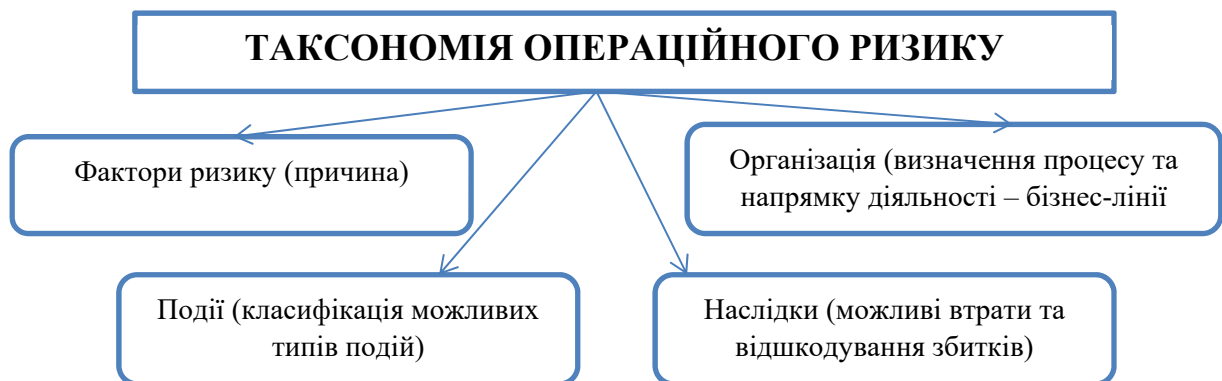 ТАКСОНОМІЯ ОПЕРАЦІЙНОГО РИЗИКУ
Фактори ризику (причина)
Організація (визначення процесу та
напрямку діяльності – бізнес-лінії
Події (класифікація можливих
типів подій)
Наслідки (можливі втрати та
відшкодування збитків)